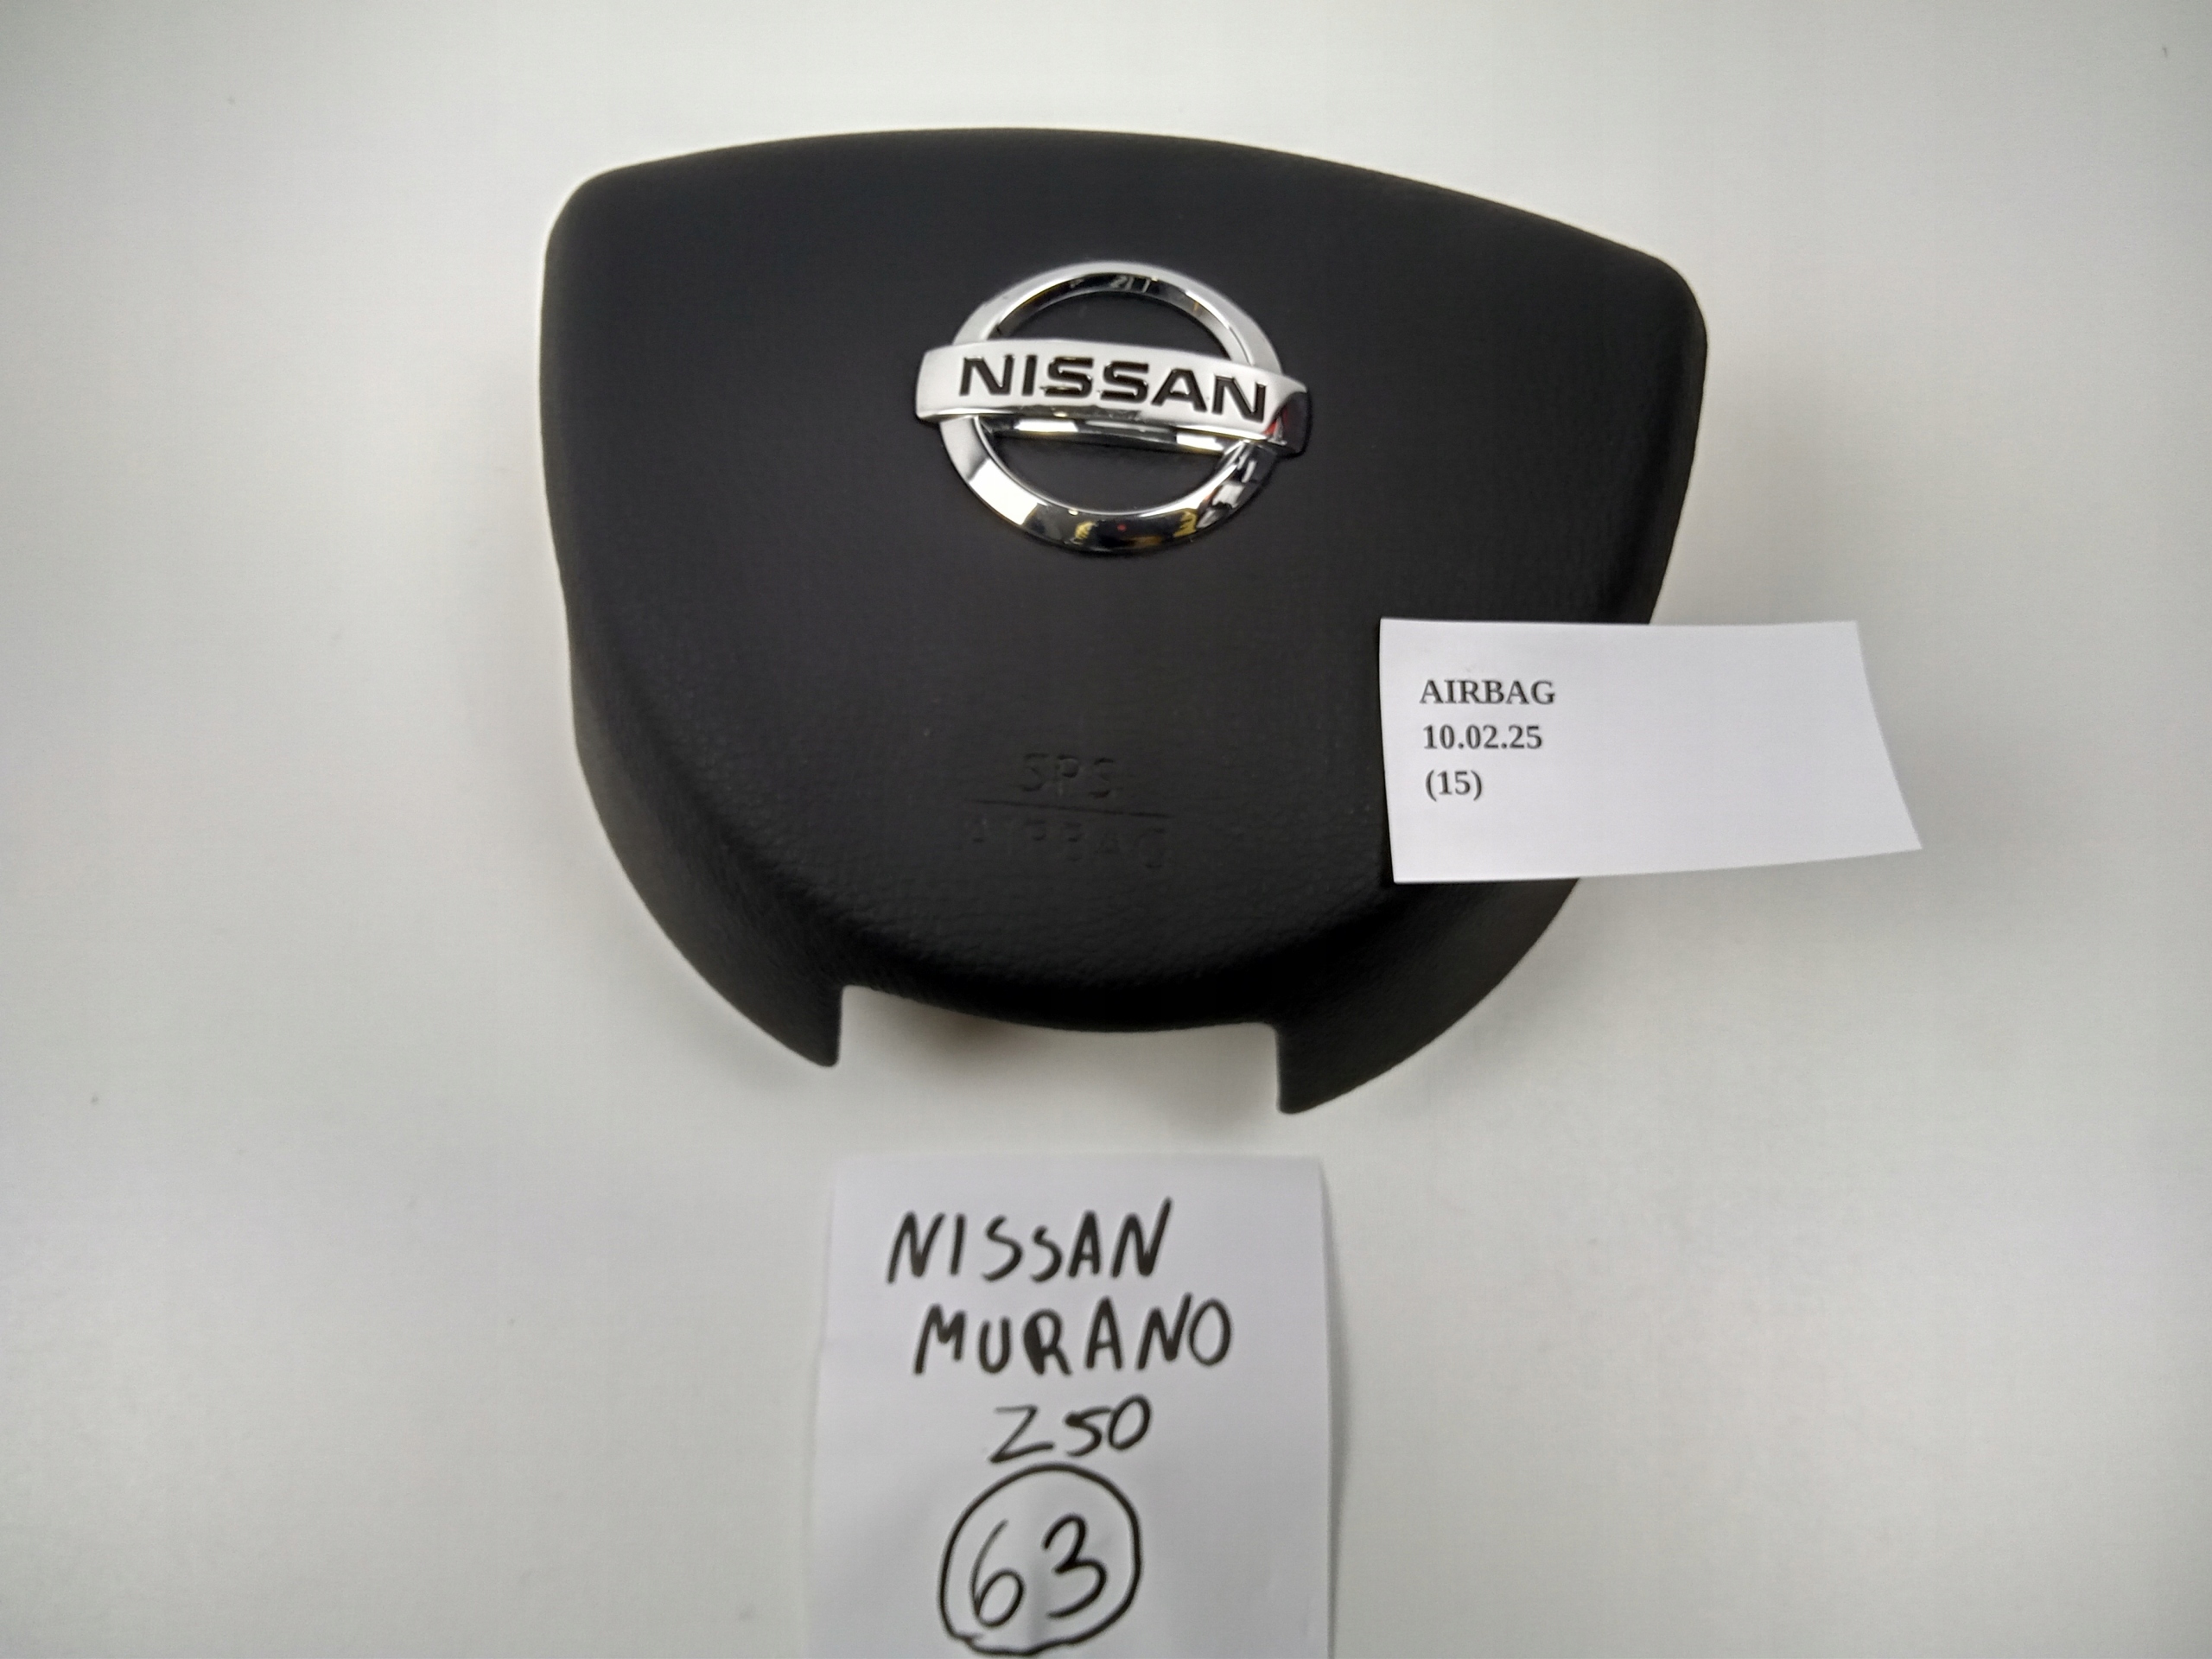 NISSAN
SRS
AIRBAG
AIRBAG
10.02.25
(15)
NISSAN
MURANO
Z50
63